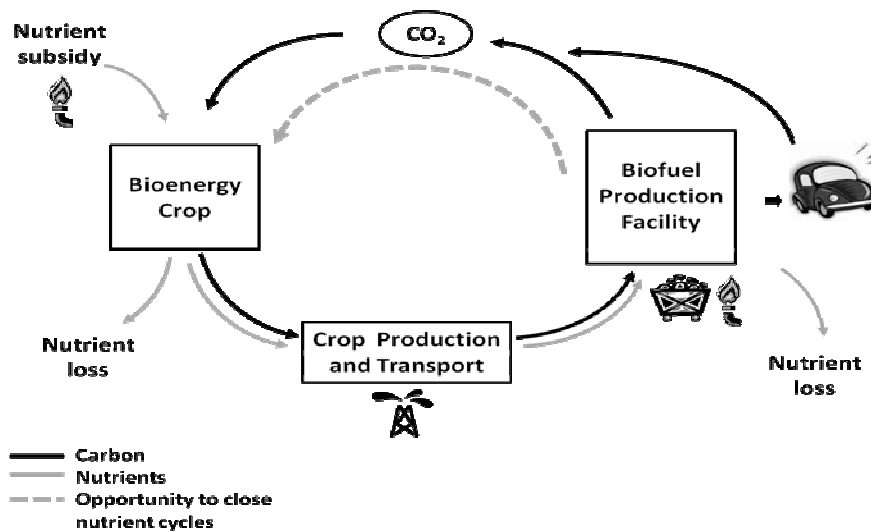 Nutrient
subsidy
CO₂
Bioenergy
Crop
Biofuel
Production
Facility
Nutrient
loss
Crop Production
and Transport
Nutrient
loss
Carbon
Nutrients
Opportunity to close
nutrient cycles